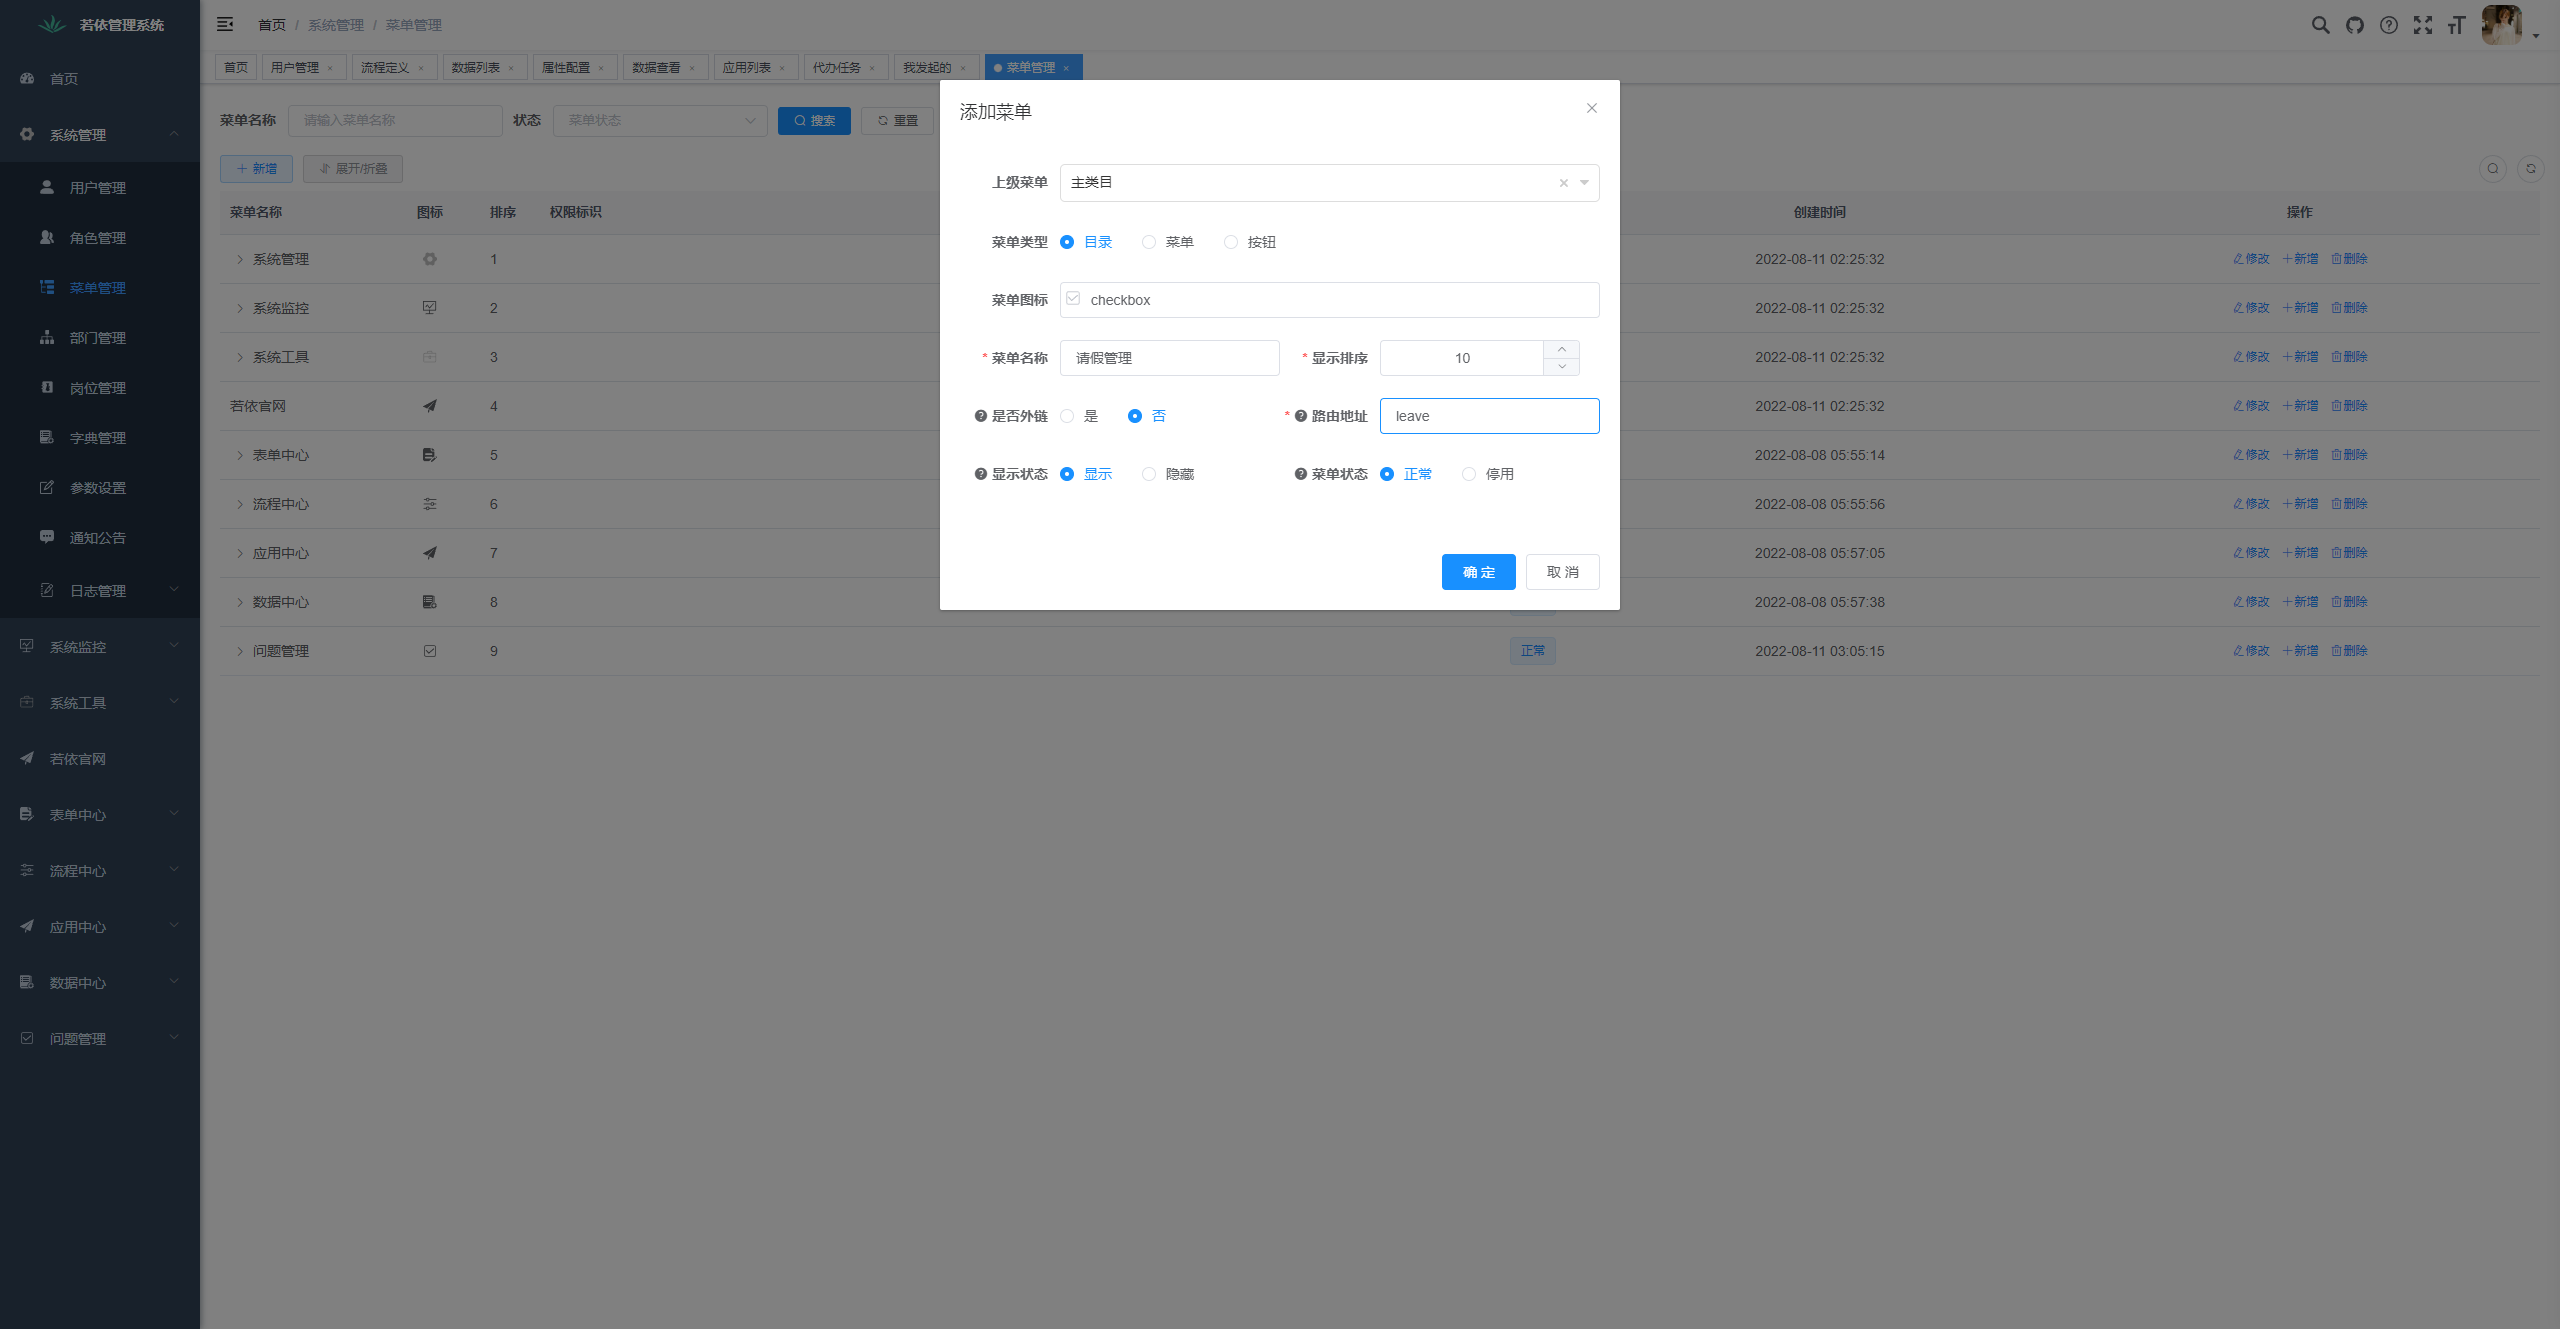 若依管理系统
首页 / 系统管理 / 菜单管理
首页 用户管理 × 流程定义 × 数据列表 × 属性配置 × 数据查看 × 应用列表 × 代办任务 × 我发起的 × 菜单管理 ×
首页
系统管理
用户管理
角色管理
菜单管理
部门管理
岗位管理
字典管理
参数设置
通知公告
日志管理
系统监控
系统工具
若依官网
表单中心
流程中心
应用中心
数据中心
问题管理
菜单名称 请输入菜单名称 状态 菜单状态 搜索 重置
新增 展开/折叠
菜单名称 图标 排序 权限标识 创建时间 操作
系统管理 1 2022-08-11 02:25:32 修改 新增 删除
系统监控 2 2022-08-11 02:25:32 修改 新增 删除
系统工具 3 2022-08-11 02:25:32 修改 新增 删除
若依官网 4 2022-08-11 02:25:32 修改 新增 删除
表单中心 5 2022-08-08 05:55:14 修改 新增 删除
流程中心 6 2022-08-08 05:55:56 修改 新增 删除
应用中心 7 2022-08-08 05:57:05 修改 新增 删除
数据中心 8 2022-08-08 05:57:38 修改 新增 删除
问题管理 9 正常 2022-08-11 03:05:15 修改 新增 删除
添加菜单
上级菜单 主类目
菜单类型 目录 菜单 按钮
菜单图标 checkbox
* 菜单名称 请假管理 * 显示排序 10
是否外链 是 否 * 路由地址 leave
显示状态 显示 隐藏 菜单状态 正常 停用
确 定 取 消